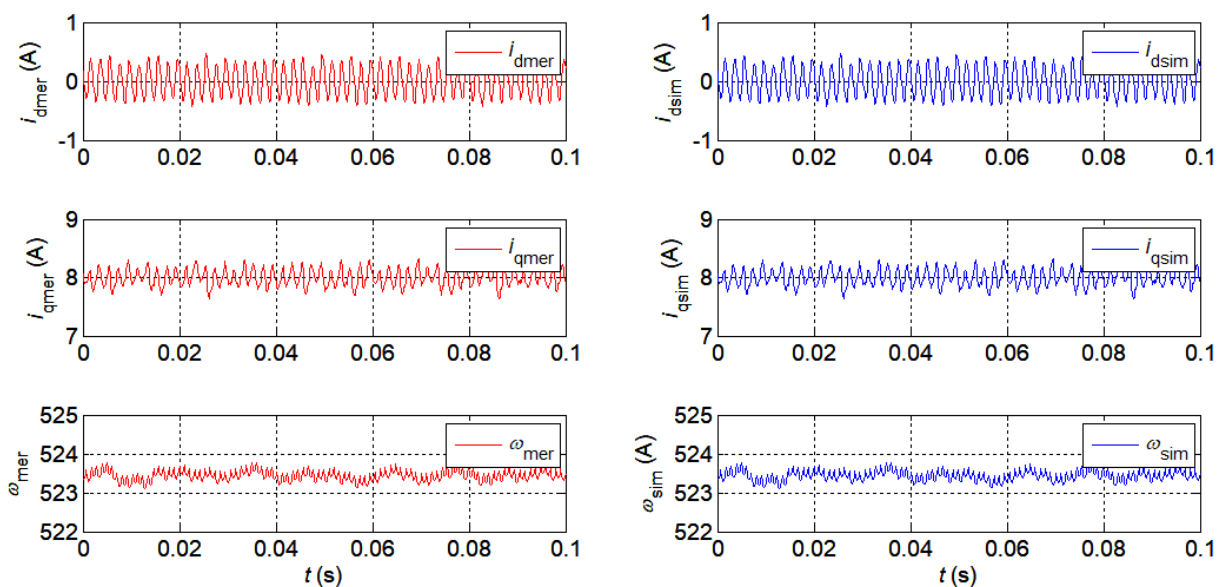 i_dmer (A)
1
0
-1
i_dmer
0 0.02 0.04 0.06 0.08 0.1
i_dsim (A)
1
0
-1
i_dsim
0 0.02 0.04 0.06 0.08 0.1
i_qmer (A)
9
8
7
i_qmer
0 0.02 0.04 0.06 0.08 0.1
i_qsim (A)
9
8
7
i_qsim
0 0.02 0.04 0.06 0.08 0.1
ω_mer
525
524
523
522
ω_mer
0 0.02 0.04 0.06 0.08 0.1
t (s)
ω_sim (A)
525
524
523
522
ω_sim
0 0.02 0.04 0.06 0.08 0.1
t (s)